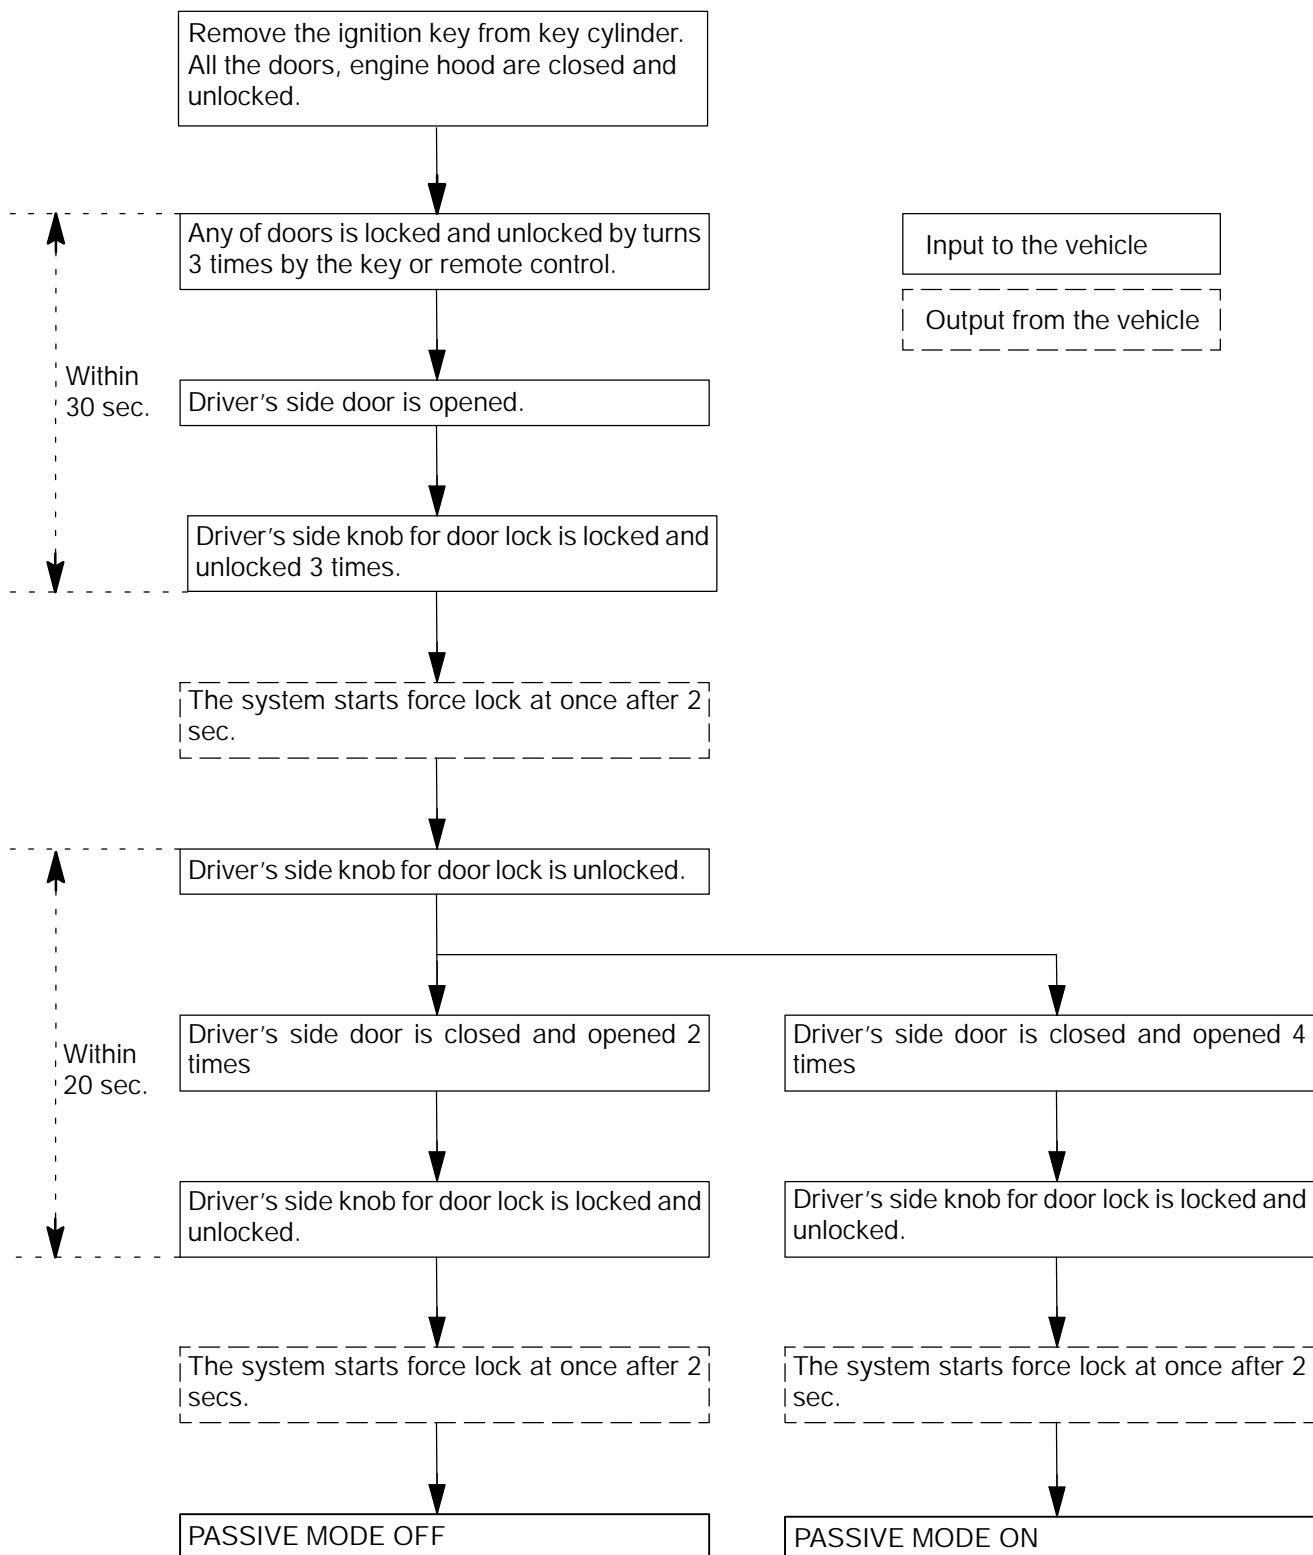 Remove the ignition key from key cylinder.
All the doors, engine hood are closed and
unlocked.
Any of doors is locked and unlocked by turns
3 times by the key or remote control.
Input to the vehicle
Output from the vehicle
Within
30 sec.
Driver's side door is opened.
Driver's side knob for door lock is locked and
unlocked 3 times.
The system starts force lock at once after 2
sec.
Driver's side knob for door lock is unlocked.
Within
20 sec.
Driver's side door is closed and opened 2
times
Driver's side door is closed and opened 4
times
Driver's side knob for door lock is locked and
unlocked.
Driver's side knob for door lock is locked and
unlocked.
The system starts force lock at once after 2
secs.
The system starts force lock at once after 2
sec.
PASSIVE MODE OFF
PASSIVE MODE ON